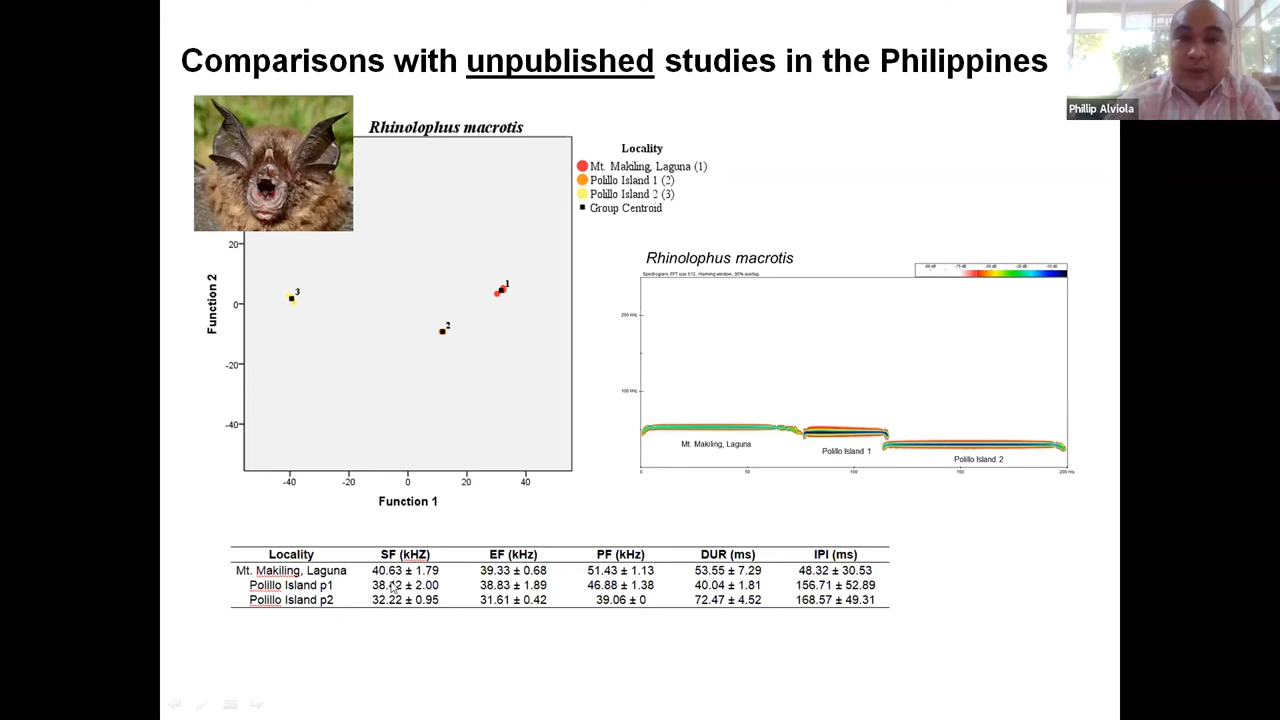 Comparisons with unpublished studies in the Philippines
Phillip Alviola
Rhinolophus macrotis
Locality
Mt. Makiling, Laguna (1)
Polillo Island 1 (2)
Polillo Island 2 (3)
Group Centroid
Function 2
20
0
-20
-40
-40
-20
0
20
40
Function 1
1
2
3
Rhinolophus macrotis
Spectrogram, FFT size 512, Hanning window,
200 kHz
100 kHz
Mt. Makiling, Laguna
Polillo Island 1
Polillo Island 2
0
50
100
150
200 ms
Locality SF (kHZ) EF (kHz) PF (kHz) DUR (ms) IPI (ms)
Mt. Makiling, Laguna 40.63 ± 1.79 39.33 ± 0.68 51.43 ± 1.13 53.55 ± 7.29 48.32 ± 30.53
Polillo Island p1 ± 2.00 38.83 ± 1.89 46.88 ± 1.38 40.04 ± 1.81 156.71 ± 52.89
Polillo Island p2 32.22 ± 0.95 31.61 ± 0.42 39.06 ± 0 72.47 ± 4.52 168.57 ± 49.31